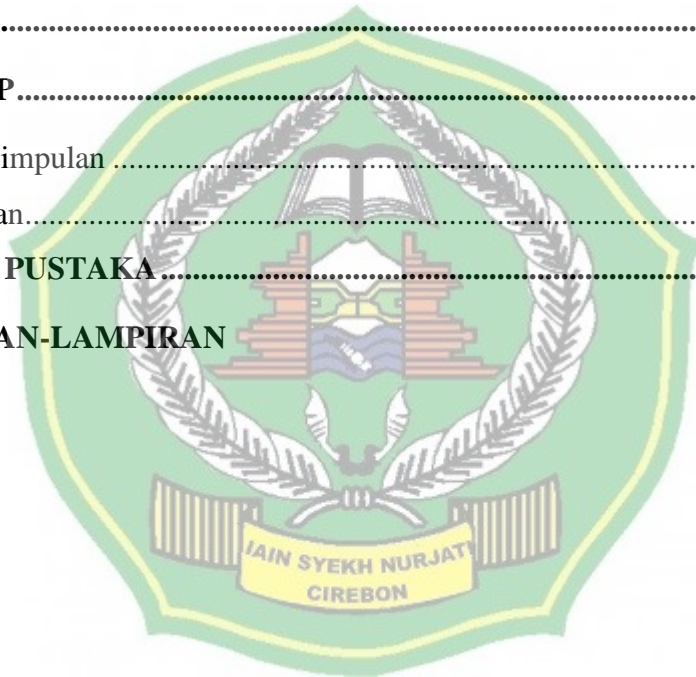 ..................................................................................................
P..................................................................................................
impulan ..................................................................................................
an..................................................................................................
PUSTAKA ..................................................................................................
AN-LAMPIRAN
IAIN SYEKH NURJATI
CIREBON